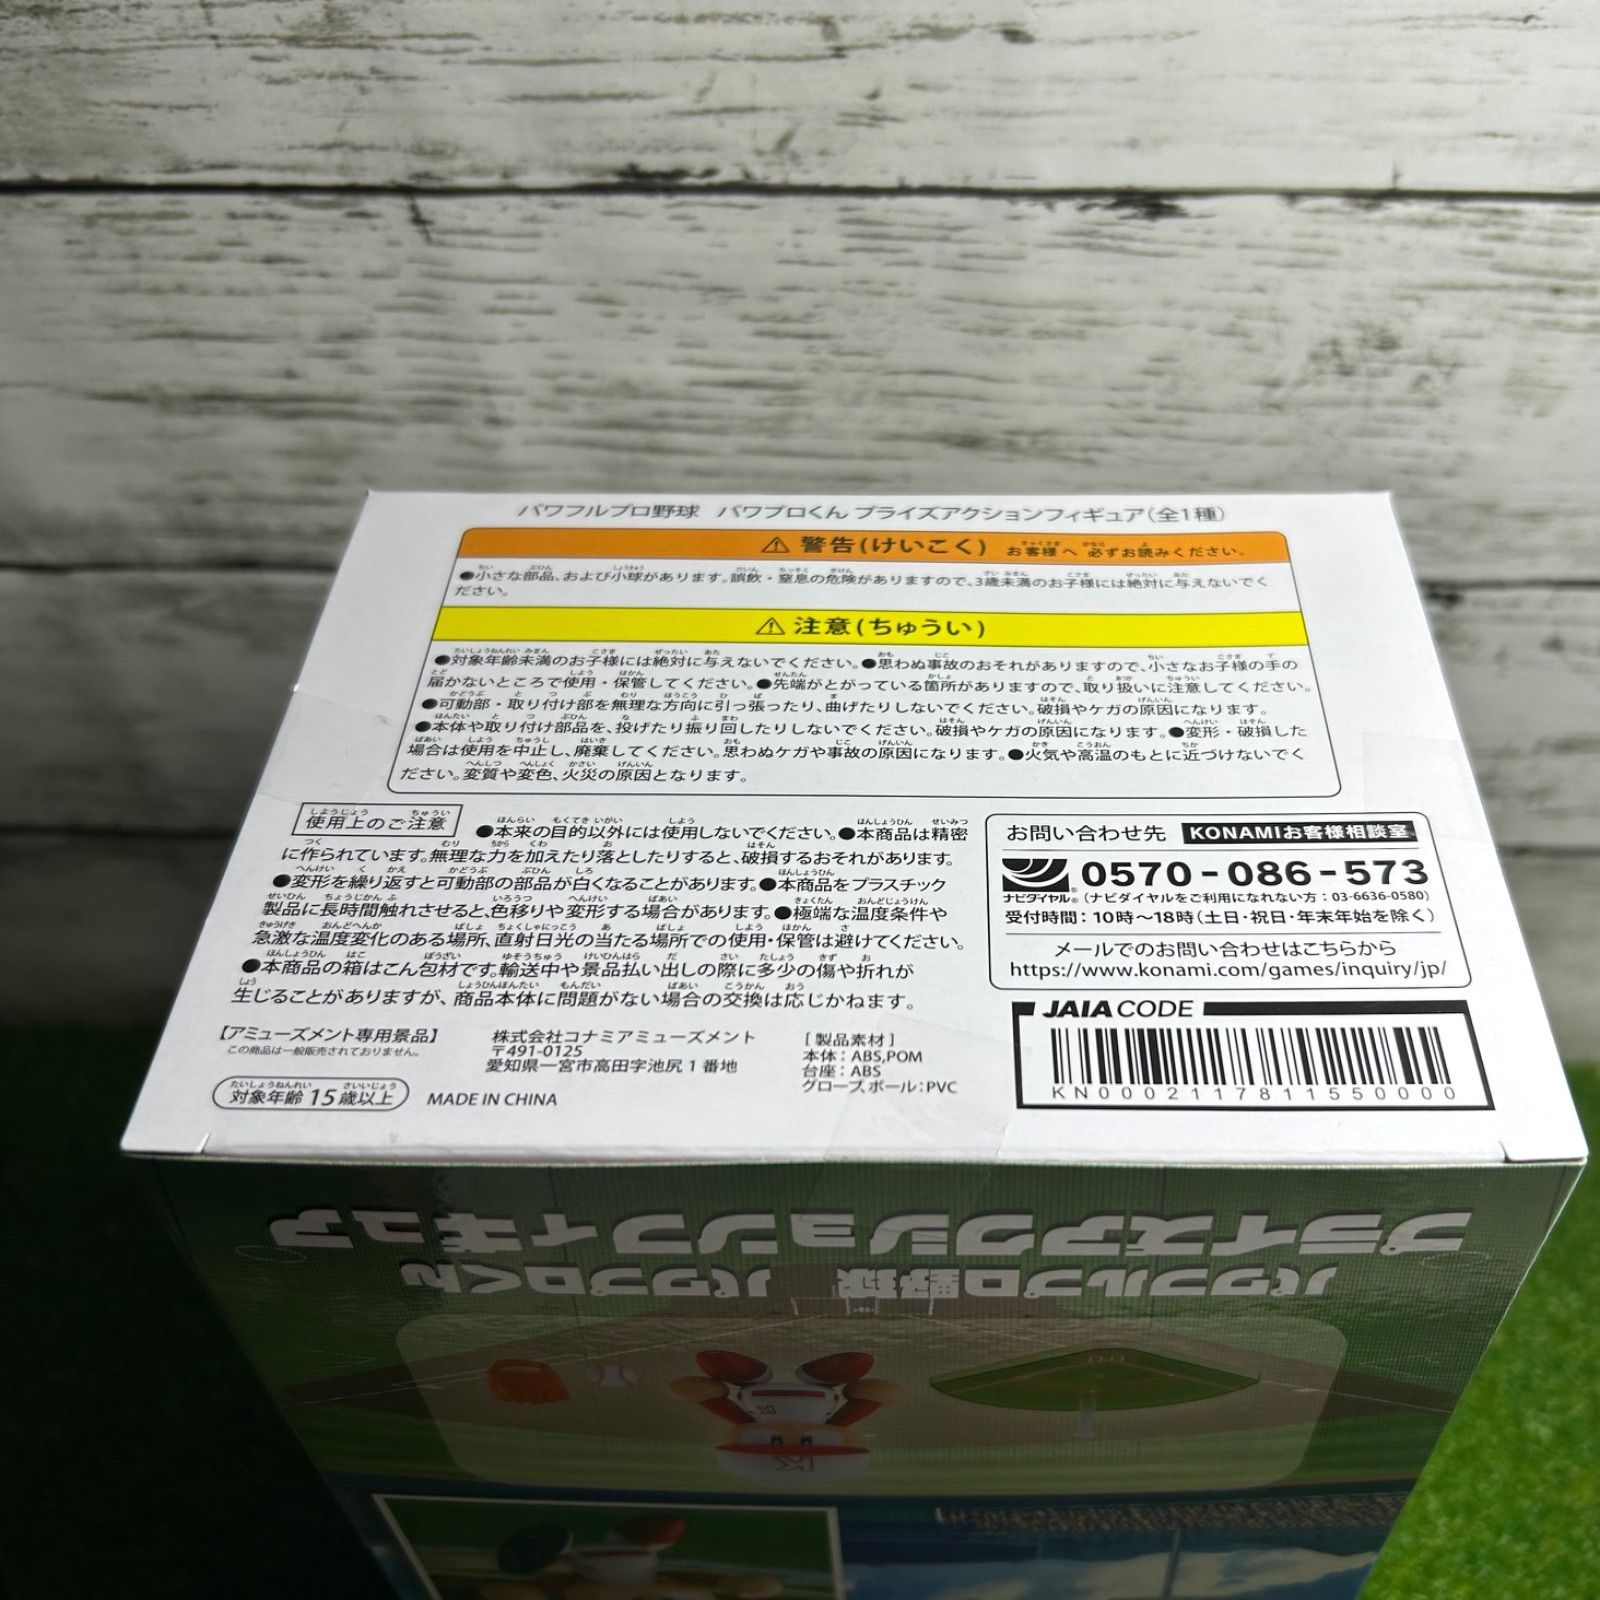 パワフルプロ野球 パワプロくん プライズアクションフィギュア(全1種)
⚠ 警告(けいこく) お客様へ 必ずお読みください。
●小さな部品、および小球があります。誤飲・窒息の危険がありますので、3歳未満のお子様には絶対に与えないでく
ださい。
⚠ 注意(ちゅうい)
●対象年齢未満のお子様には絶対に与えないでください。●思わぬ事故のおそれがありますので、小さなお子様の手の
届かないところで使用・保管してください。●先端がとがっている箇所がありますので、取り扱いに注意してください。
●可動部・取り付け部を無理な方向に引っ張ったり、曲げたりしないでください。破損やケガの原因になります。
●本体や取り付け部品を、投げたり振り回したりしないでください。破損やケガの原因になります。●変形・破損した
場合は使用を中止し、廃棄してください。思わぬケガや事故の原因になります。●火気や高温のもとに近づけないでく
ださい。変質や変色、火災の原因となります。
使用上のご注意 ●本来の目的以外には使用しないでください。●本商品は精密
に作られています。無理な力を加えたり落としたりすると、破損するおそれがあります。
●変形を繰り返すと可動部の部品が白くなることがあります。●本商品をプラスチック
製品に長時間触れさせると、色移りや変形する場合があります。●極端な温度条件や
急激な温度変化のある場所、直射日光の当たる場所での使用・保管は避けてください。
●本商品の箱はこん包材です。輸送中や景品払い出しの際に多少の傷や折れが
生じることがありますが、商品本体に問題がない場合の交換は応じかねます。
お問い合わせ先 KONAMIお客様相談室
ナビダイヤル® 0570-086-573
(ナビダイヤルをご利用になれない方：03-6636-0580)
受付時間：10時～18時(土日・祝日・年末年始を除く)
メールでのお問い合わせはこちらから
https://www.konami.com/games/inquiry/jp/
【アミューズメント専用景品】
この商品は一般販売されておりません。
対象年齢 15歳以上
MADE IN CHINA
株式会社コナミアミューズメント
〒491-0125
愛知県一宮市高田字池尻1番地
[製品素材]
本体：ABS,POM
台座：ABS
グローブ、ボール：PVC
JAIA CODE
KN00021178115500​00
プライズアクションフィギュア
パワフルプロ野球 パワプロくん
K
K